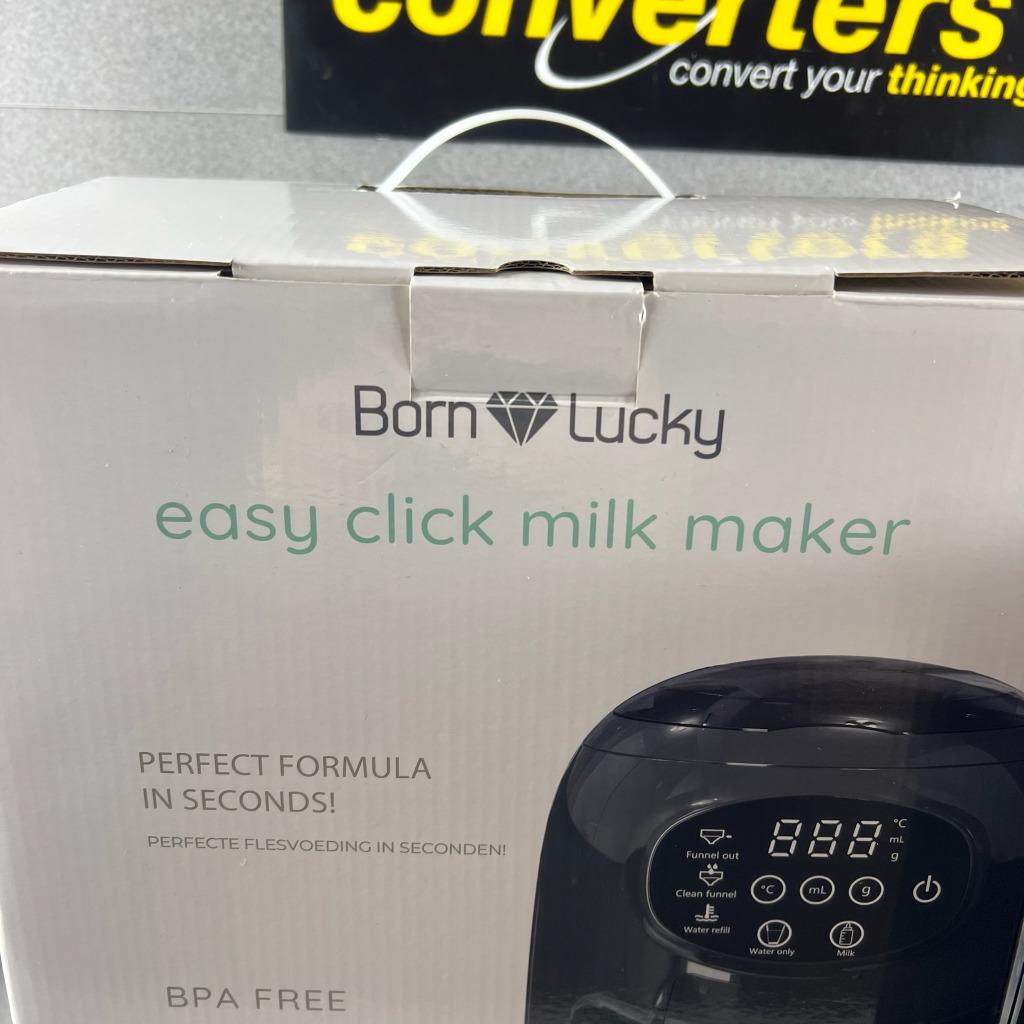 converters
convert your thinking
Born Lucky
easy click milk maker
PERFECT FORMULA
IN SECONDS!
PERFECTE FLESVOEDING IN SECONDEN!
888 °C
mL
g
Funnel out
Clean funnel
°C mL g
Water refill
Water only Milk
BPA FREE